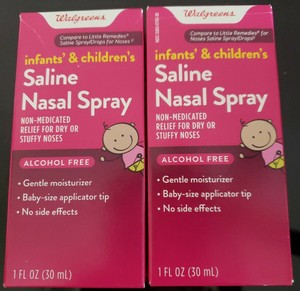 Walgreens
Compare to Little Remedies®
Saline Spray/Drops for Noses®
infants' & children's
Saline
Nasal Spray
NON-MEDICATED
RELIEF FOR DRY OR
STUFFY NOSES
ALCOHOL FREE
• Gentle moisturizer
• Baby-size applicator tip
• No side effects
1 FL OZ (30 mL)
Walgreens
Compare to Little Remedies®
for Noses Saline Spray/Drops®
infants' & children's
Saline
Nasal Spray
NON-MEDICATED
RELIEF FOR DRY OR
STUFFY NOSES
ALCOHOL FREE
• Gentle moisturizer
• Baby-size applicator tip
• No side effects
1 FL OZ (30 mL)